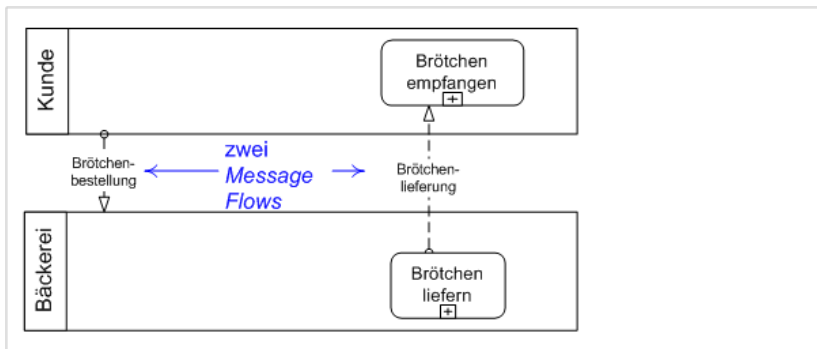 Kunde
Brötchen
empfangen
+
Brötchen-
bestellung
zwei
Message
Flows
Brötchen-
lieferung
Bäckerei
Brötchen
liefern
+